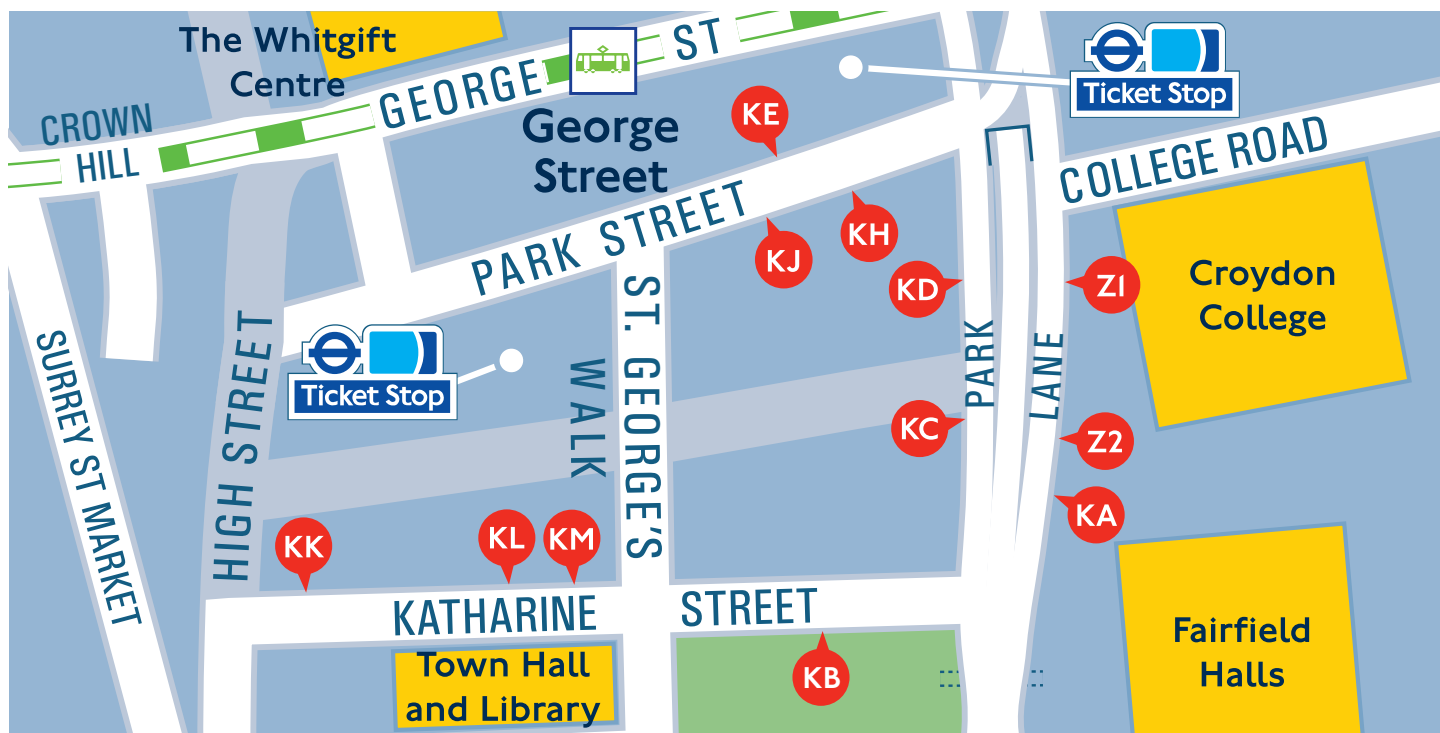 The Whitgift
Centre
GEORGE ST
Ticket Stop
CROWN
HILL
George
Street
KE
COLLEGE ROAD
PARK STREET
KH
KJ
KD
Z1
Croydon
College
ST. GEORGE'S
WALK
PARK
LANE
HIGH STREET
SURREY ST MARKET
Ticket Stop
KC
Z2
KA
KK
KL
KM
KATHARINE STREET
Town Hall
and Library
KB
Fairfield
Halls